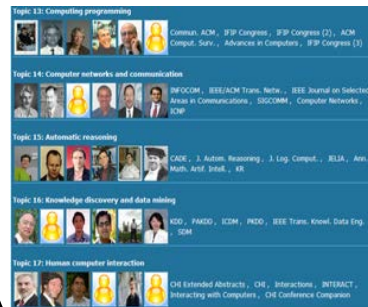 Topic 13: Computing programming
Commun. ACM , IFIP Congress , IFIP Congress (2) , ACM
Comput. Surv. , Advances in Computers , IFIP Congress (3)
Topic 14: Computer networks and communication
INFOCOM , IEEE/ACM Trans. Netw. , IEEE Journal on Selected
Areas in Communications , SIGCOMM , Computer Networks ,
ICNP
Topic 15: Automatic reasoning
CADE , J. Autom. Reasoning , J. Log. Comput. , JELIA , Ann.
Math. Artif. Intell. , KR
Topic 16: Knowledge discovery and data mining
KDD , PAKDD , ICDM , PKDD , IEEE Trans. Knowl. Data Eng.
, SDM
Topic 17: Human computer interaction
CHI Extended Abstracts , CHI , Interactions , INTERACT ,
Interacting with Computers , CHI Conference Companion